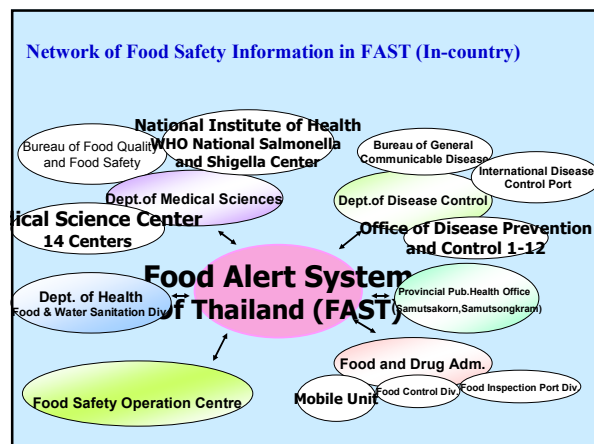 Network of Food Safety Information in FAST (In-country)
National Institute of Health
WHO National Salmonella
and Shigella Center
Bureau of Food Quality
and Food Safety
Dept.of Medical Sciences
ical Science Center
14 Centers
Bureau of General
Communicable Disease
International Disease
Control Port
Dept.of Disease Control
Office of Disease Prevention
and Control 1-12
Food Alert System
of Thailand (FAST)
Dept. of Health
Food & Water Sanitation Div.
Provincial Pub.Health Office
(Samutsakorn,Samutsongkram)
Food and Drug Adm.
Mobile Unit
Food Control Div.
Food Inspection Port Div.
Food Safety Operation Centre